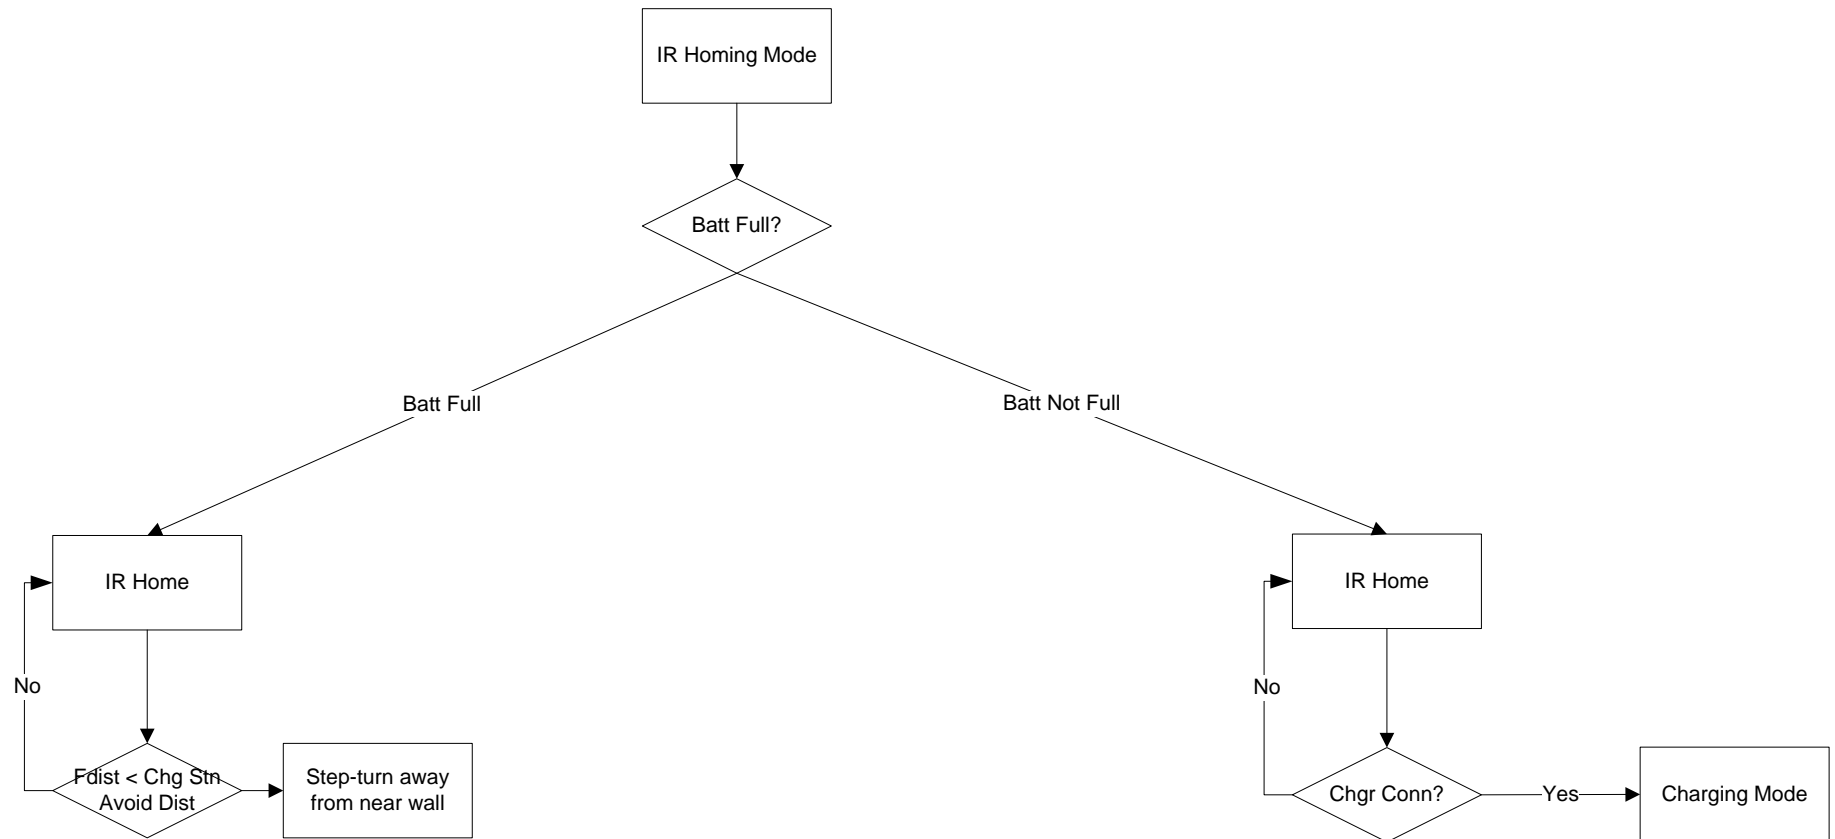 IR Homing Mode
Batt Full?
Batt Full
Batt Not Full
IR Home
IR Home
No
No
Fdist < Chg Stn
Avoid Dist
Step-turn away
from near wall
Chgr Conn?
Yes
Charging Mode